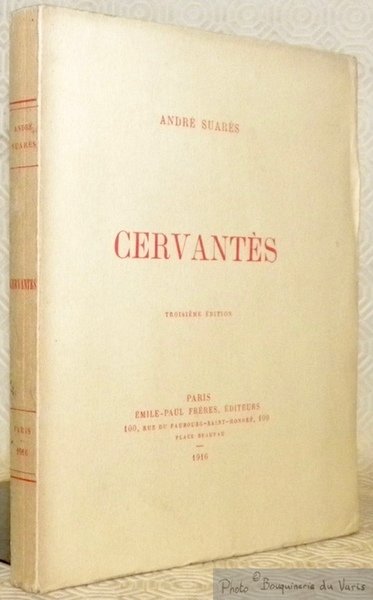 ANDRÉ SUARÈS
CERVANTÈS
TROISIÈME ÉDITION
PARIS
ÉMILE-PAUL FRÈRES, ÉDITEURS
100, RUE DU FAUBOURG-SAINT-HONORÉ, 100
PLACE BEAUVAU
1916
ANDRÉ
SUARÈS
CERVANTÈS
PARIS
1916
Photo © Bouquinerie du Varis